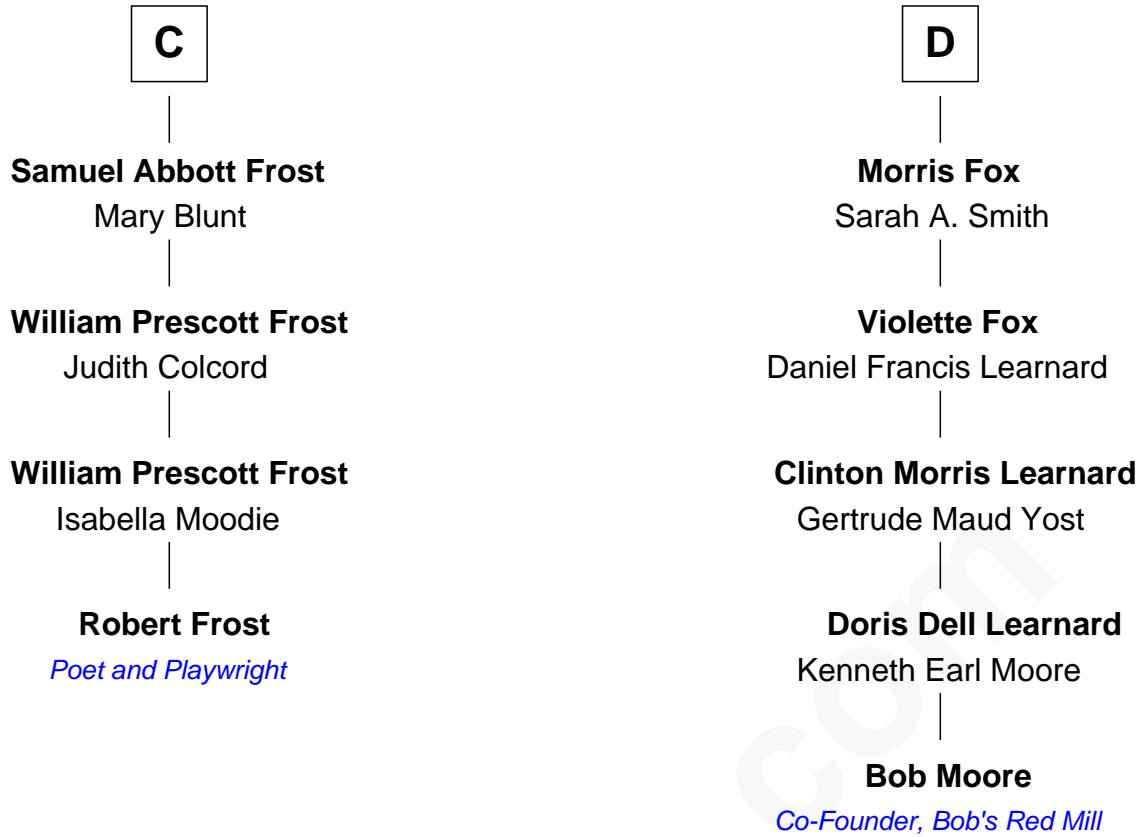 C
Samuel Abbott Frost
Mary Blunt
William Prescott Frost
Judith Colcord
William Prescott Frost
Isabella Moodie
Robert Frost
Poet and Playwright
D
Morris Fox
Sarah A. Smith
Violette Fox
Daniel Francis Learnard
Clinton Morris Learnard
Gertrude Maud Yost
Doris Dell Learnard
Kenneth Earl Moore
Bob Moore
Co-Founder, Bob's Red Mill
com